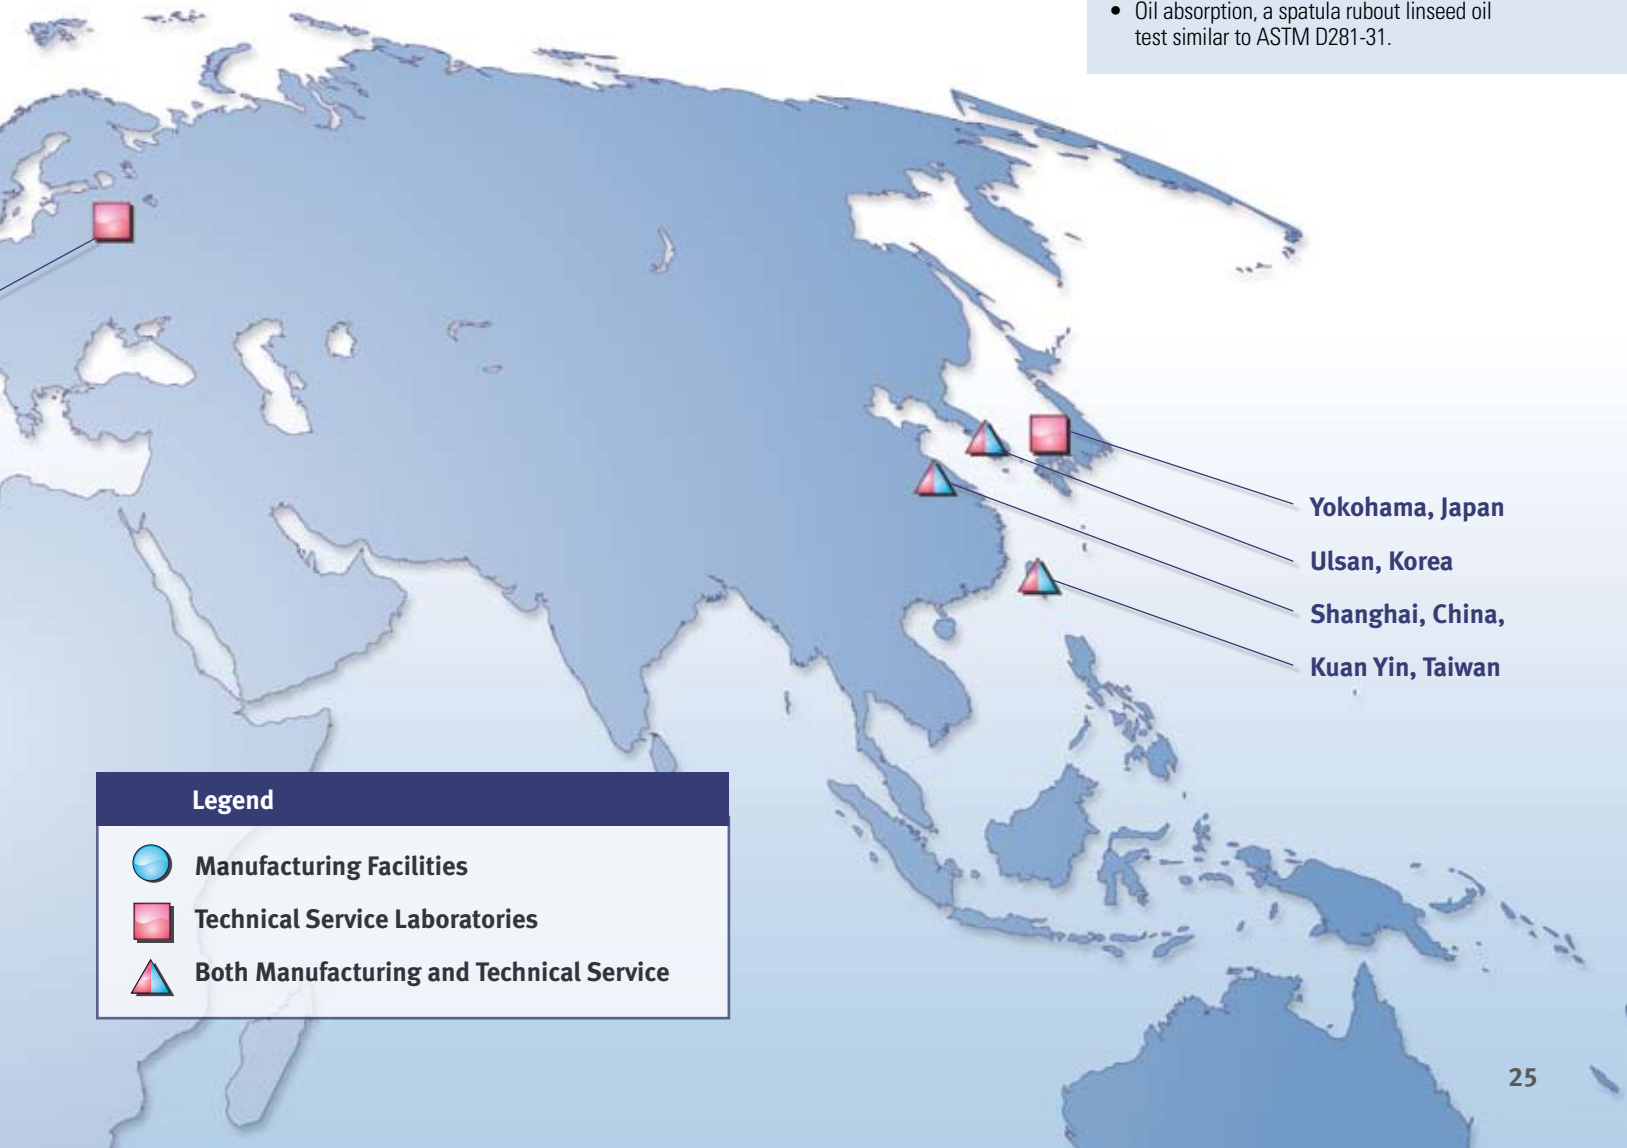 • Oil absorption, a spatula rubout linseed oil
test similar to ASTM D281-31.
Yokohama, Japan
Ulsan, Korea
Shanghai, China,
Kuan Yin, Taiwan
Legend
Manufacturing Facilities
Technical Service Laboratories
Both Manufacturing and Technical Service
25